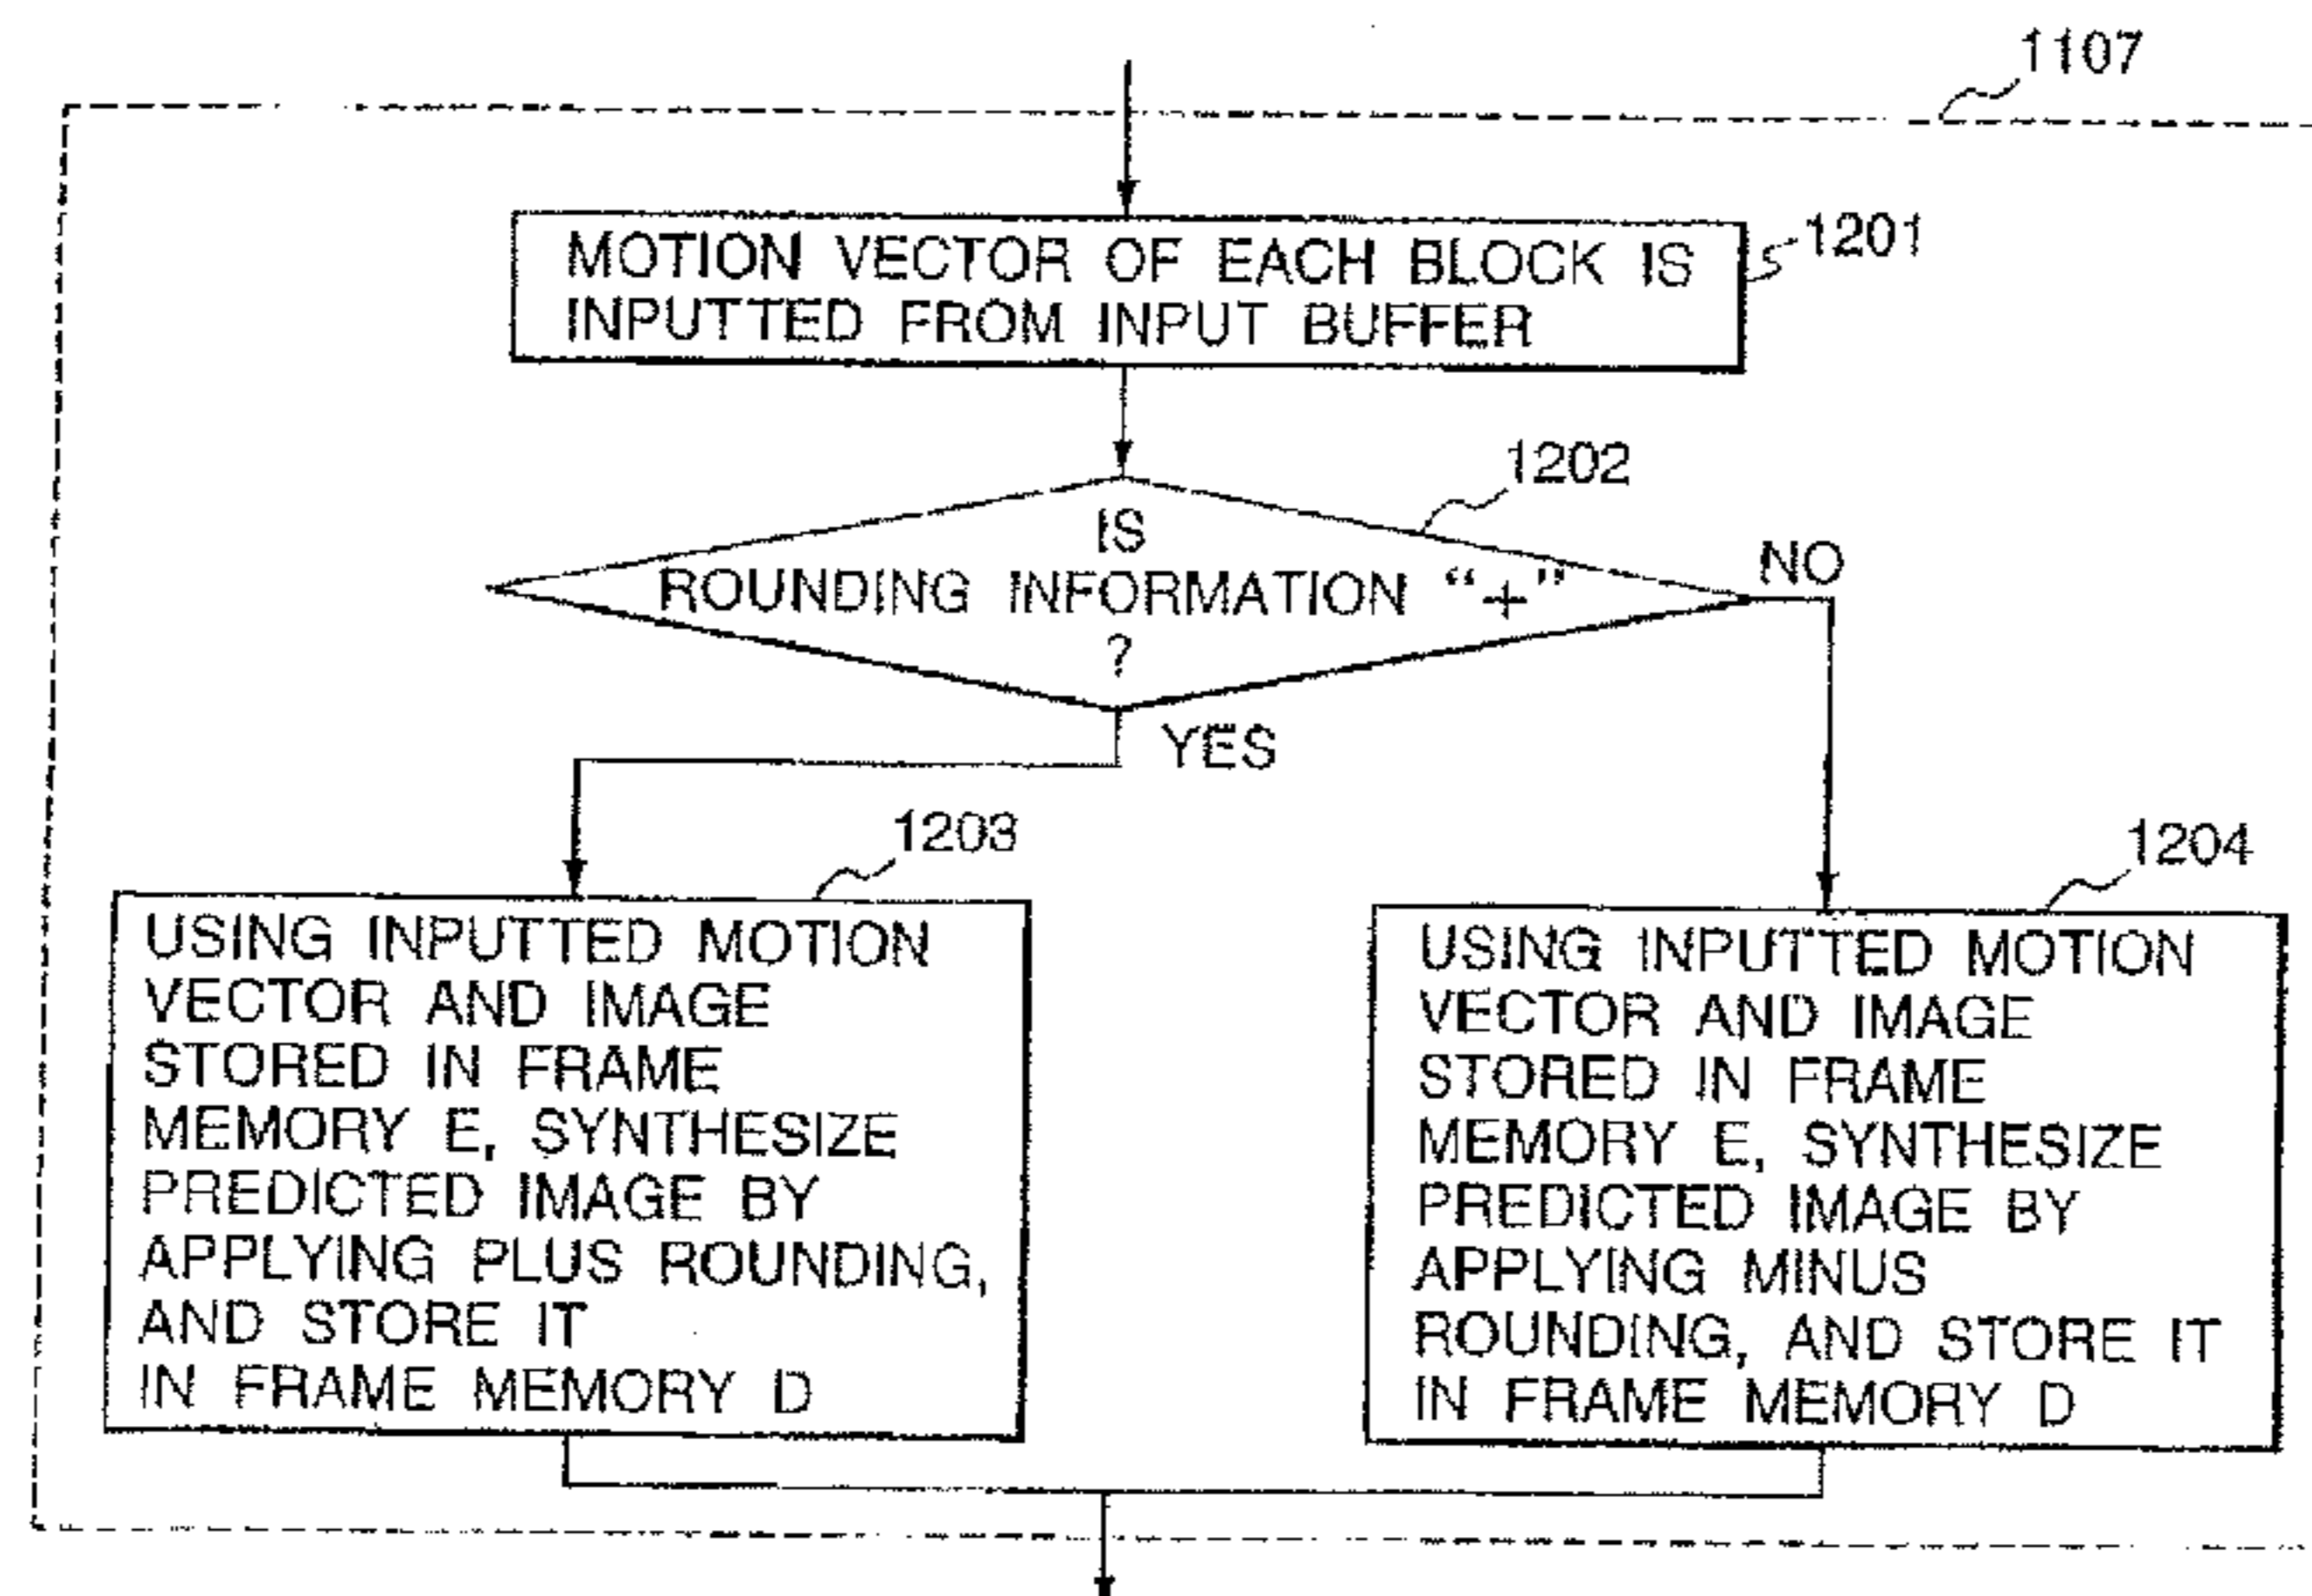 1107
MOTION VECTOR OF EACH BLOCK IS
INPUTTED FROM INPUT BUFFER
1201
1202
IS
ROUNDING INFORMATION “+”
?
NO
YES
1203
USING INPUTTED MOTION
VECTOR AND IMAGE
STORED IN FRAME
MEMORY E, SYNTHESIZE
PREDICTED IMAGE BY
APPLYING PLUS ROUNDING,
AND STORE IT
IN FRAME MEMORY D
1204
USING INPUTTED MOTION
VECTOR AND IMAGE
STORED IN FRAME
MEMORY E, SYNTHESIZE
PREDICTED IMAGE BY
APPLYING MINUS
ROUNDING, AND STORE IT
IN FRAME MEMORY D